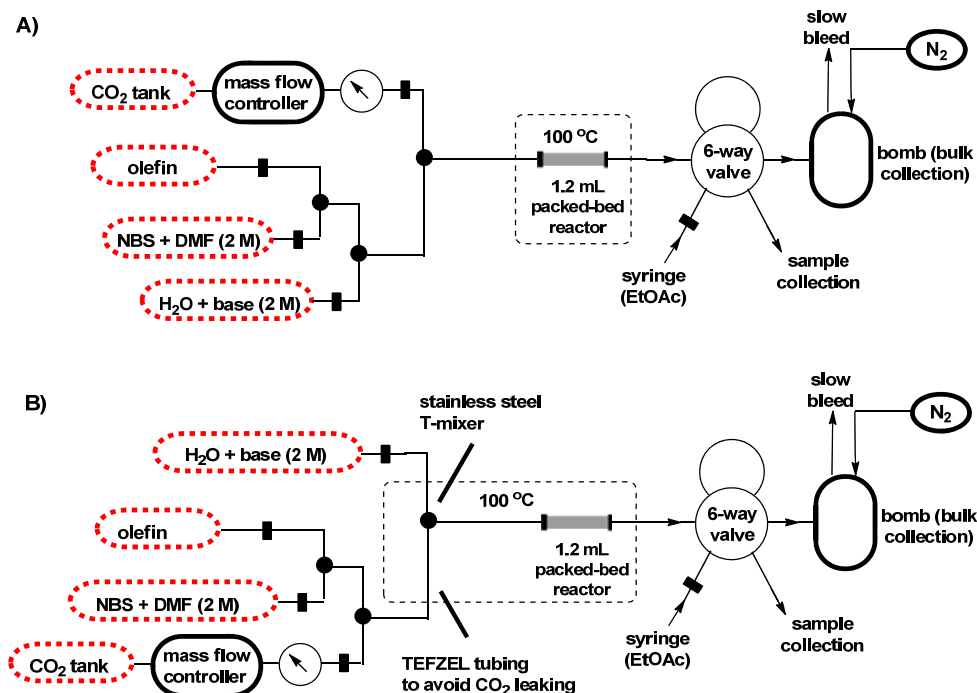 A)
CO2 tank
mass flow
controller
olefin
NBS + DMF (2 M)
H2O + base (2 M)
100 °C
1.2 mL
packed-bed
reactor
6-way
valve
syringe
(EtOAc)
sample
collection
slow
bleed
N2
bomb (bulk
collection)
B)
stainless steel
T-mixer
H2O + base (2 M)
olefin
NBS + DMF (2 M)
CO2 tank
mass flow
controller
100 °C
1.2 mL
packed-bed
reactor
TEFZEL tubing
to avoid CO2 leaking
6-way
valve
syringe
(EtOAc)
sample
collection
slow
bleed
N2
bomb (bulk
collection)